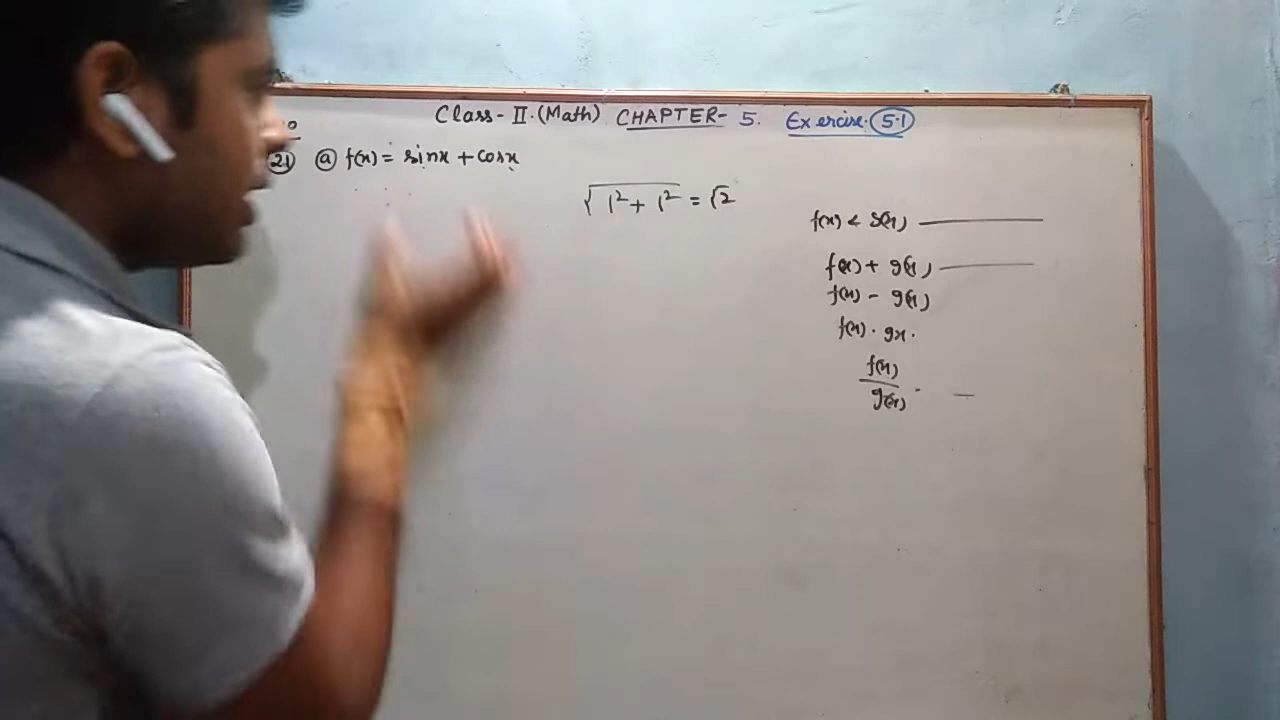 Class - II. (Math) CHAPTER- 5. Exercise. 5.1
21 a f(x) = sinx + cosx
√1² + 1² = √2
f(x) & g(x)
f(x) + g(x)
f(x) - g(x)
f(x) . gx .
f(x)
g(x)